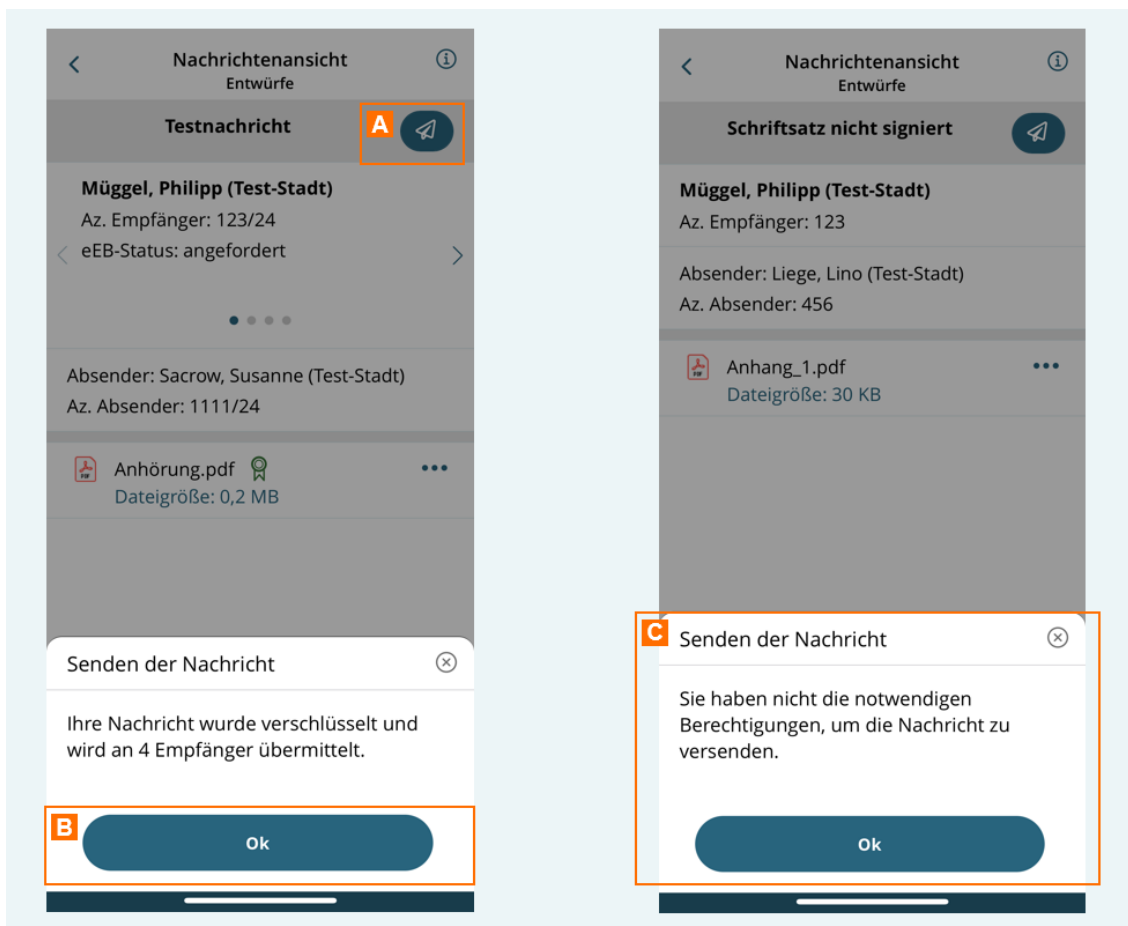 Nachrichtenansicht
Entwürfe
Testnachricht
A
Müggel, Philipp (Test-Stadt)
Az. Empfänger: 123/24
eEB-Status: angefordert
Absender: Sacrow, Susanne (Test-Stadt)
Az. Absender: 1111/24
PDF
Anhörung.pdf
Dateigröße: 0,2 MB
Senden der Nachricht
Ihre Nachricht wurde verschlüsselt und
wird an 4 Empfänger übermittelt.
B
Ok
Nachrichtenansicht
Entwürfe
Schriftsatz nicht signiert
Müggel, Philipp (Test-Stadt)
Az. Empfänger: 123
Absender: Liege, Lino (Test-Stadt)
Az. Absender: 456
PDF
Anhang_1.pdf
Dateigröße: 30 KB
C
Senden der Nachricht
Sie haben nicht die notwendigen
Berechtigungen, um die Nachricht zu
versenden.
Ok